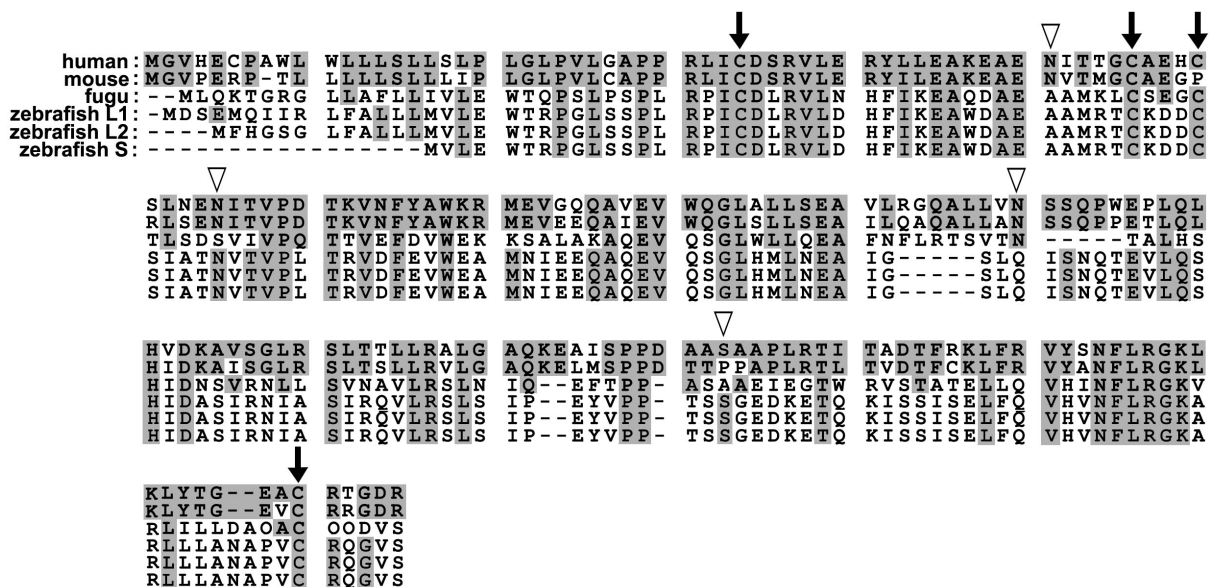 human : MGVHECPAWL WLLLSLLSLP LGLPVLGAPP RLICDSRVLE RYLLEAKEAE NITTGCAEHC
mouse : MGVPERP-TL LLLLSLLLIP LGLPVLCAPP RLICDSRVLE RYILEAKEAE NVTMGCAEGP
fugu : --MLQKTGRG LLAFLLIVLE WTQPSLPSPL RPICDLRVLN HFIKEAQDAE AAMKLCSEGC
zebrafish L1 : -MDSEMQIIR LFALLLMVLE WTRPGLSSPL RPICDLRVLD HFIKEAWDAE AAMRTCKDDC
zebrafish L2 : ----MFHGSG LFALLLMVLE WTRPGLSSPL RPICDLRVLD HFIKEAWDAE AAMRTCKDDC
zebrafish S : ---------- -------MVLE WTRPGLSSPL RPICDLRVLD HFIKEAWDAE AAMRTCKDDC
SLNENITVPD TKVNFYAWKR MEVGQQAVEV WQGLALLSEA VLRGQALLVN SSQPWEPLQL
RLSENITVPD TKVNFYAWKR MEVEEQAIEV WQGLSLLSEA ILQAQALLAN SSQPPETLQL
TLSDSVIVPQ TTVEFDVWEK KSALAKAQEV QSGLWLLQEA FNFLRTSVTN -----TALHS
SIATNVTVPL TRVDFEVWEA MNIEEQAQEV QSGLHMLNEA IG-----SLQ ISNQTEVLQS
SIATNVTVPL TRVDFEVWEA MNIEEQAQEV QSGLHMLNEA IG-----SLQ ISNQTEVLQS
SIATNVTVPL TRVDFEVWEA MNIEEQAQEV QSGLHMLNEA IG-----SLQ ISNQTEVLQS
HVDKAVSGLR SLTTLLRALG AQKEAISPPD AASAAPLRTI TADTFRKLFR VYSNFLRGKL
HIDKAISGLR SLTSLLRVLG AQKELMSPPD TTPPAPLRTL TVDTFCKLFR VYANFLRGKL
HIDNSVRNLL SVNAVLRSLN IQ--EFTPP- ASAAEIEGTW RVSTATELLQ VHINFLRGKV
HIDASIRNIA SIRQVLRSLS IP--EYVPP- TSSGEDKETQ KISSISELFQ VHVNFLRGKA
HIDASIRNIA SIRQVLRSLS IP--EYVPP- TSSGEDKETQ KISSISELFQ VHVNFLRGKA
HIDASIRNIA SIRQVLRSLS IP--EYVPP- TSSGEDKETQ KISSISELFQ VHVNFLRGKA
KLYTG--EAC RTGDR
KLYTG--EVC RRGDR
RLILLDAQAC QQDVS
RLLLANAPVC RQGVS
RLLLANAPVC RQGVS
RLLLANAPVC RQGVS